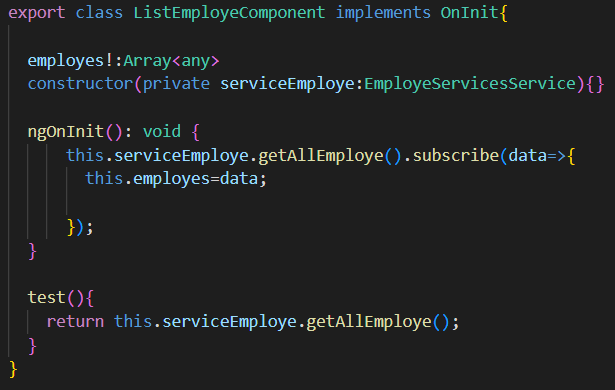 export class ListEmployeComponent implements OnInit{
employes!:Array<any>
constructor(private serviceEmploye:EmployeServicesService){}
ngOnInit(): void {
this.serviceEmploye.getAllEmploye().subscribe(data=>{
this.employes=data;
});
}
test(){
return this.serviceEmploye.getAllEmploye();
}
}